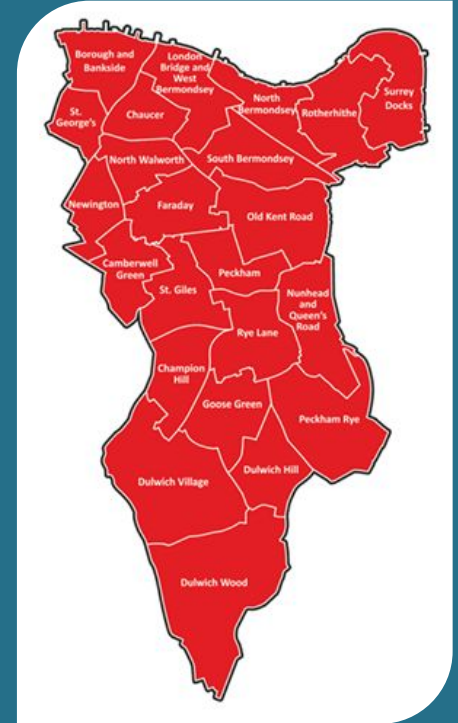 Borough and
Bankside
London
Bridge and
West
Bermondsey
St.
George's
Chaucer
North
Bermondsey
Rotherhithe
Surrey
Docks
North Walworth
South Bermondsey
Newington
Faraday
Old Kent Road
Camberwell
Green
St. Giles
Peckham
Nunhead
and
Queen's
Road
Rye Lane
Champion
Hill
Goose Green
Peckham Rye
Dulwich Village
Dulwich Hill
Dulwich Wood